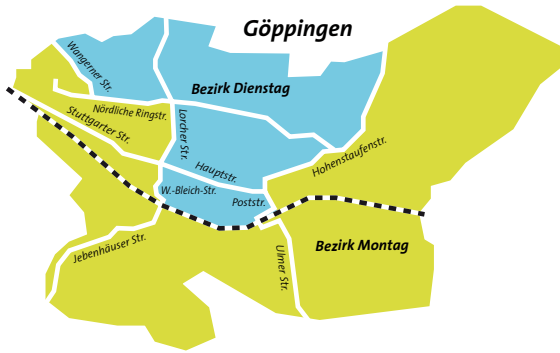 Göppingen
Wangerner Str.
Bezirk Dienstag
Nördliche Ringstr.
Stuttgarter Str.
Lorcher Str.
Hauptstr.
Hohenstaufenstr.
W.-Bleich-Str.
Poststr.
Jebenhäuser Str.
Ulmer Str.
Bezirk Montag